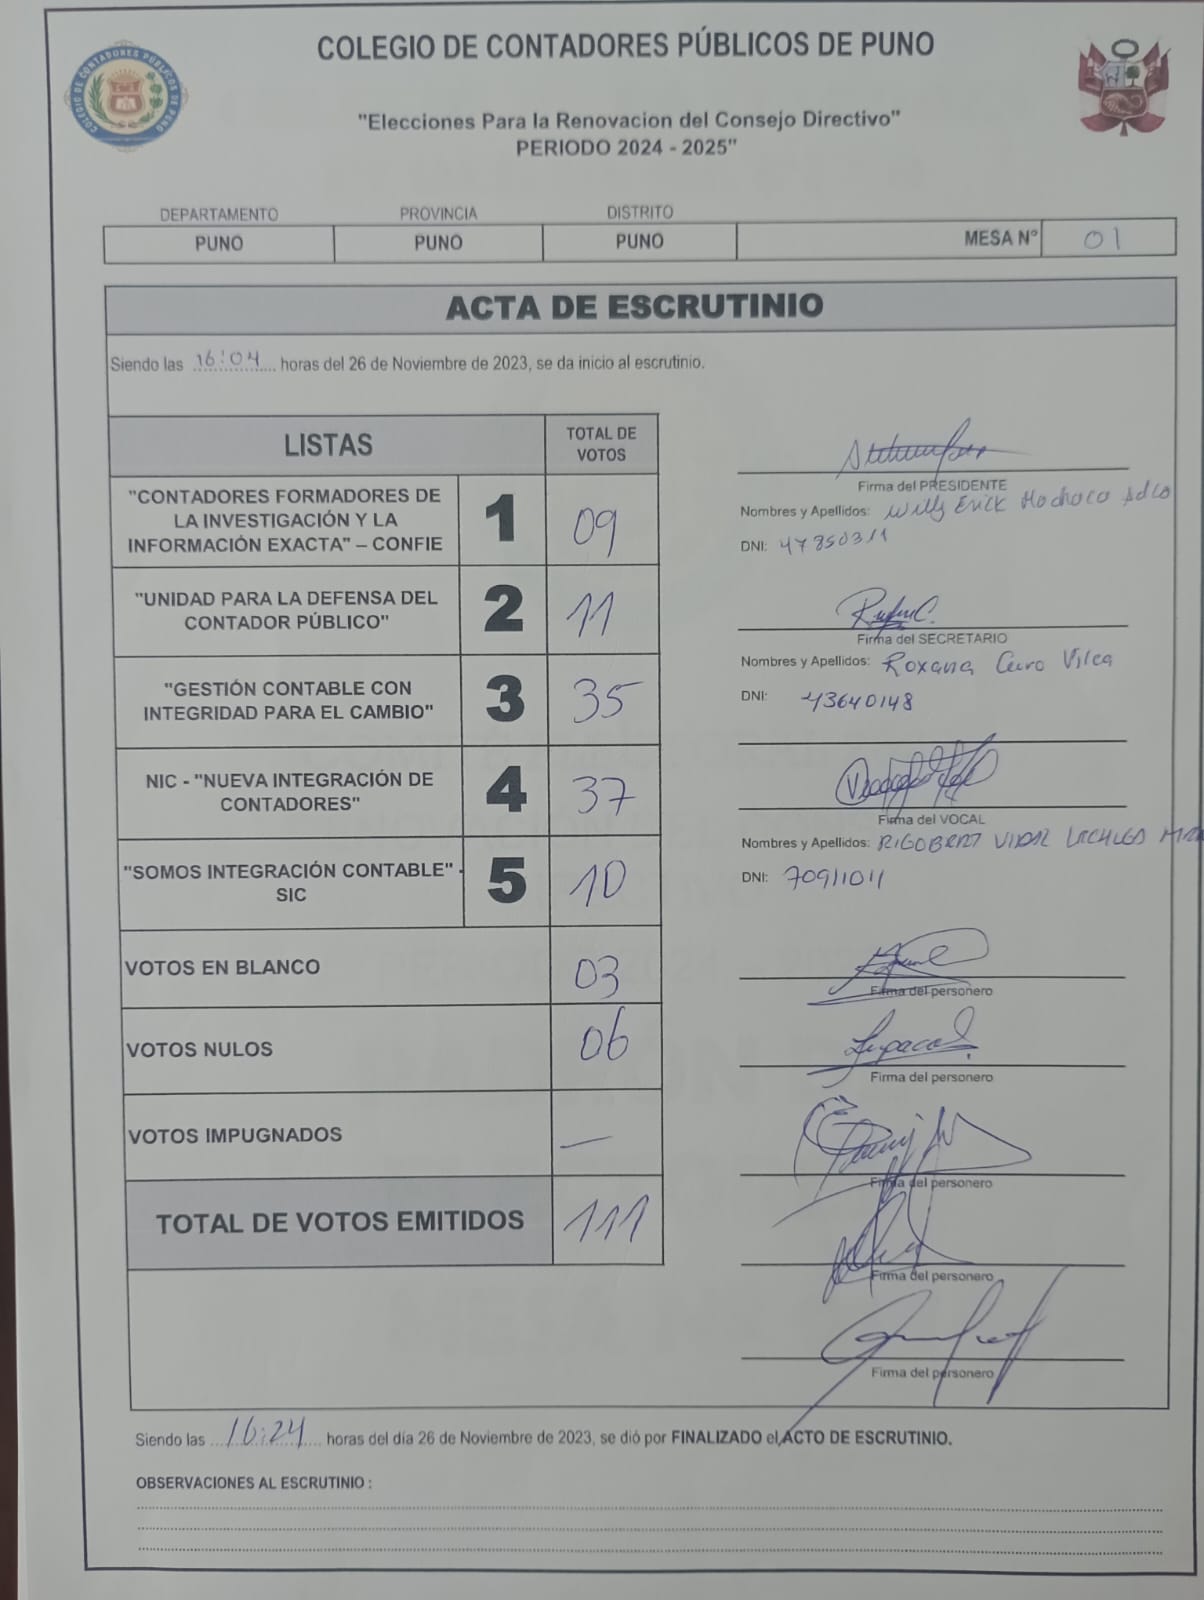 COLEGIO DE CONTADORES PÚBLICOS DE PUNO
COLEGIO DE CONTADORES PÚBLICOS DE PUNO
"Elecciones Para la Renovacion del Consejo Directivo"
PERIODO 2024 - 2025"
DEPARTAMENTO PROVINCIA DISTRITO
PUNO PUNO PUNO MESA N° 01
ACTA DE ESCRUTINIO
Siendo las 16:04 horas del 26 de Noviembre de 2023, se da inicio al escrutinio.
LISTAS TOTAL DE VOTOS
"CONTADORES FORMADORES DE
LA INVESTIGACIÓN Y LA
INFORMACIÓN EXACTA" – CONFIE
1 09
"UNIDAD PARA LA DEFENSA DEL
CONTADOR PÚBLICO"
2 11
"GESTIÓN CONTABLE CON
INTEGRIDAD PARA EL CAMBIO"
3 35
NIC - "NUEVA INTEGRACIÓN DE
CONTADORES"
4 37
"SOMOS INTEGRACIÓN CONTABLE" -
SIC
5 10
VOTOS EN BLANCO 03
VOTOS NULOS 06
VOTOS IMPUGNADOS —
TOTAL DE VOTOS EMITIDOS 111
Firma del PRESIDENTE
Nombres y Apellidos: Willy Erick
DNI: 47850311
Firma del SECRETARIO
Nombres y Apellidos: Roxana Vilca
DNI: 43640148
Firma del VOCAL
Nombres y Apellidos: RIGOBERT VIDAL
DNI: 70911011
Firma del personero
Firma del personero
Firma del personero
Firma del personero
Firma del personero
Siendo las 16:24 horas del día 26 de Noviembre de 2023, se dió por FINALIZADO el ACTO DE ESCRUTINIO.
OBSERVACIONES AL ESCRUTINIO :